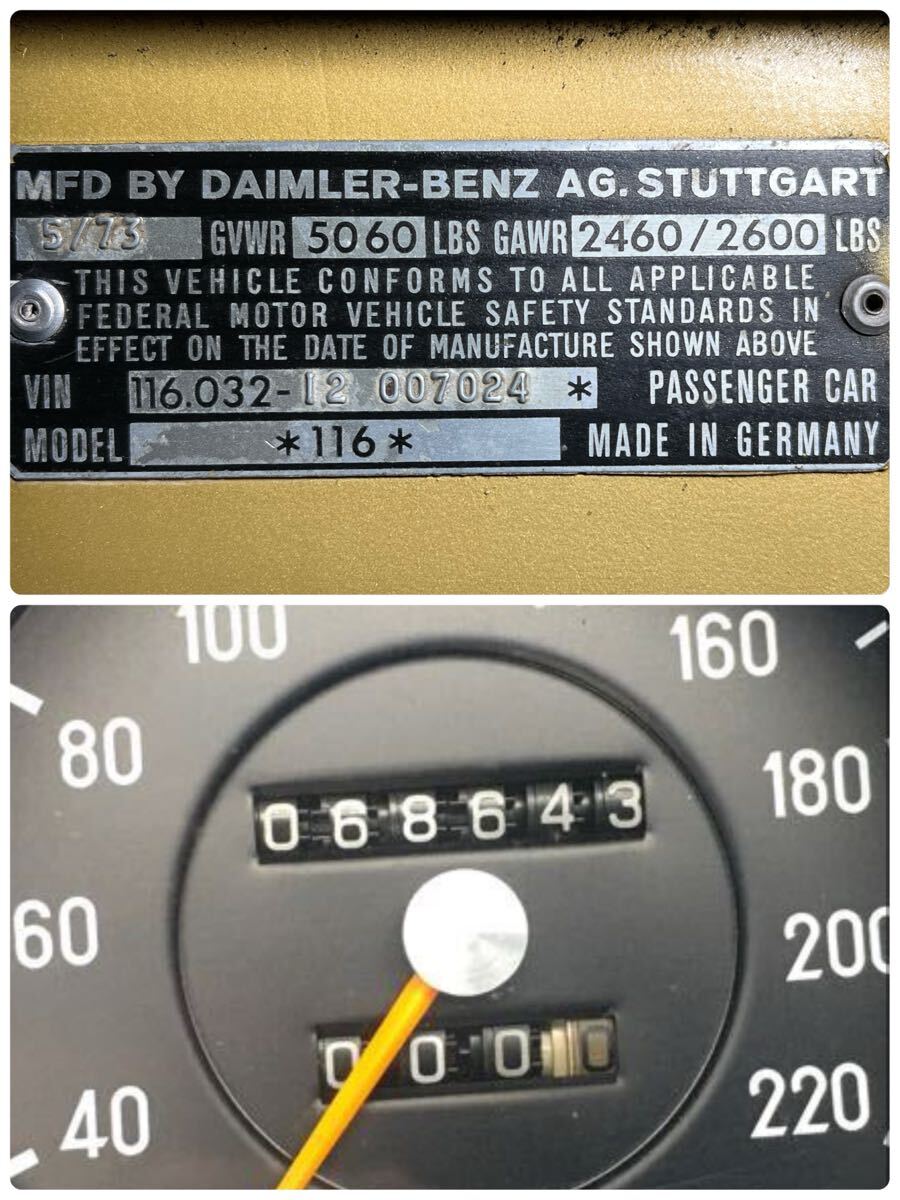 MFD BY DAIMLER-BENZ AG. STUTTGART
5/73 GVWR 5060 LBS GAWR 2460/2600 LBS
THIS VEHICLE CONFORMS TO ALL APPLICABLE
FEDERAL MOTOR VEHICLE SAFETY STANDARDS IN
EFFECT ON THE DATE OF MANUFACTURE SHOWN ABOVE
VIN 116.032-12 007024 * PASSENGER CAR
MODEL *116* MADE IN GERMANY
100 160
80 180
068643
60 200
0000
40 220